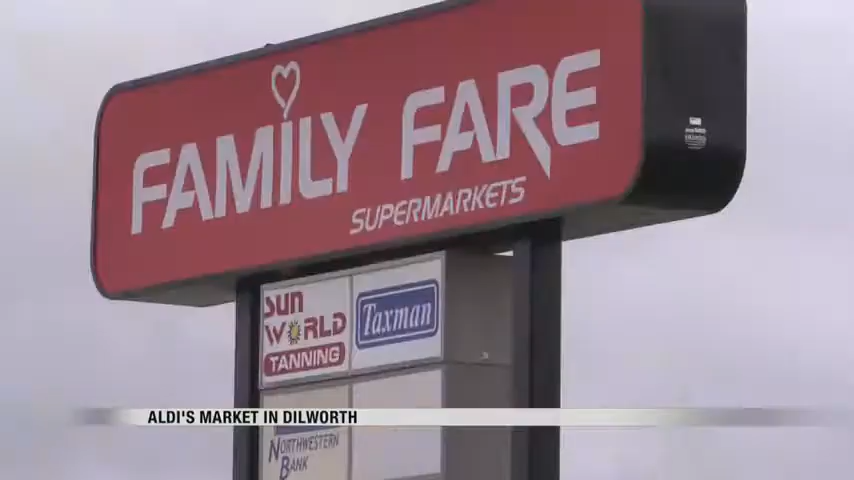 FAMILY FARE
SUPERMARKETS
SUN
WORLD
TANNING
Taxman
ALDI'S MARKET IN DILWORTH
NORTHWESTERN
BANK